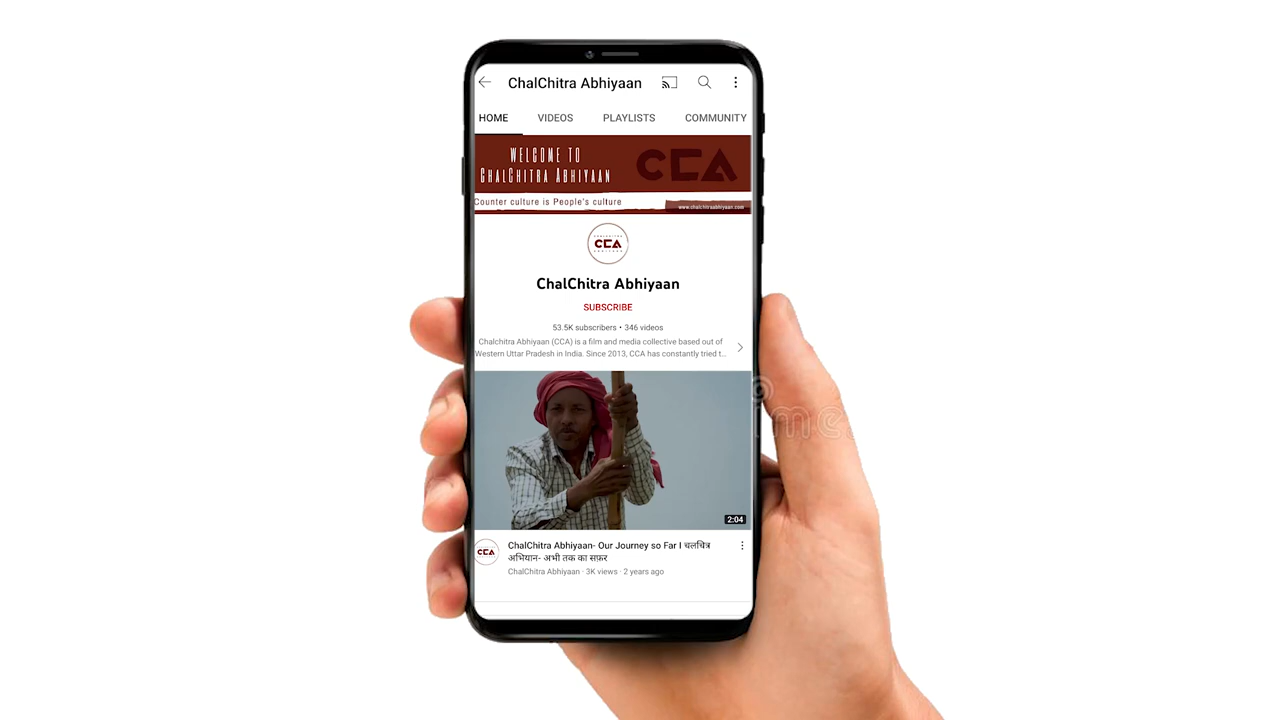 ChalChitra Abhiyaan
HOME VIDEOS PLAYLISTS COMMUNITY
WELCOME TO
CHALCHITRA ABHIYAAN
CCA
Counter culture is People's culture
www.chalchitraabhiyaan.com
CHALCHITRA
CCA
ABHIYAAN
ChalChitra Abhiyaan
SUBSCRIBE
53.5K subscribers • 346 videos
Chalchitra Abhiyaan (CCA) is a film and media collective based out of
Western Uttar Pradesh in India. Since 2013, CCA has constantly tried t...
2:04
CCA
ChalChitra Abhiyaan- Our Journey so Far I चलचित्र
अभियान- अभी तक का सफ़र
ChalChitra Abhiyaan · 3K views · 2 years ago